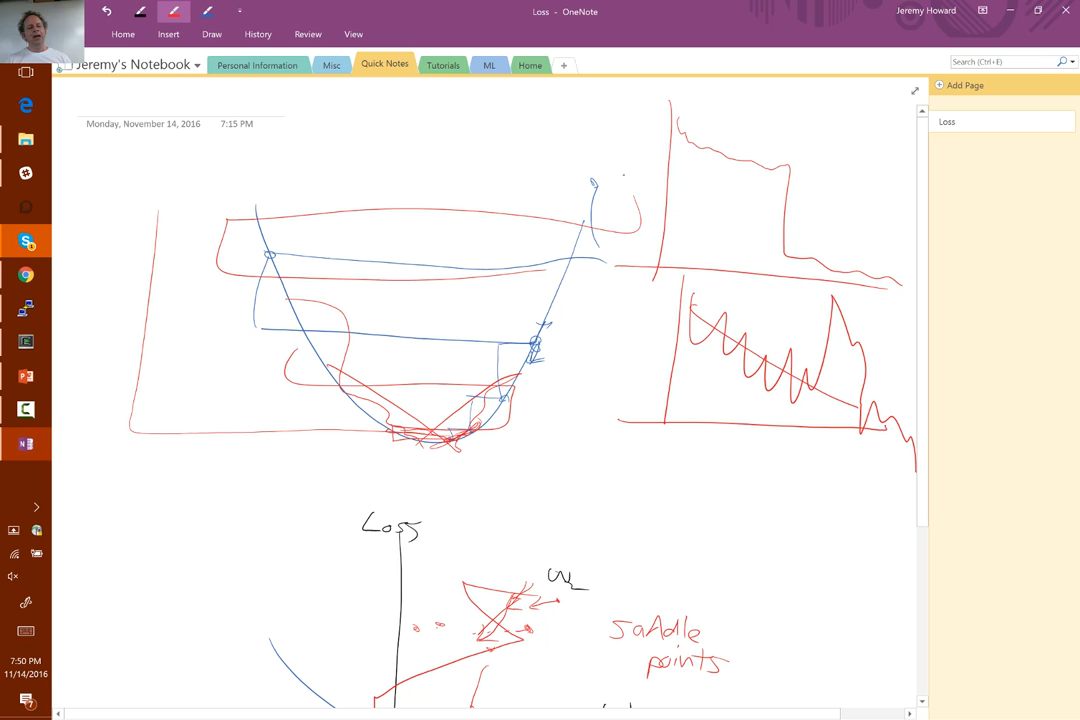 Loss - OneNote
Jeremy Howard
Home Insert Draw History Review View
Jeremy's Notebook
Personal Information Misc Quick Notes Tutorials ML Home
Search (Ctrl+E)
Add Page
Monday, November 14, 2016 7:15 PM
Loss
Loss
saddle
points
7:50 PM
11/14/2016